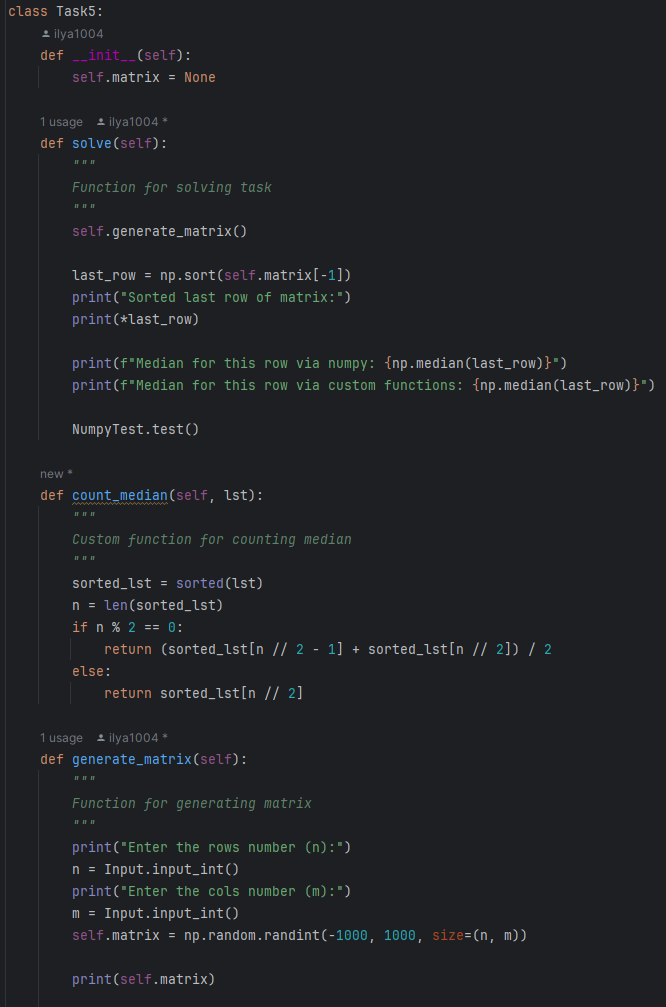 class Task5:
    ilya1004
    def __init__(self):
        self.matrix = None
    1 usage    ilya1004 *
    def solve(self):
        """
        Function for solving task
        """
        self.generate_matrix()
        last_row = np.sort(self.matrix[-1])
        print("Sorted last row of matrix:")
        print(*last_row)
        print(f"Median for this row via numpy: {np.median(last_row)}")
        print(f"Median for this row via custom functions: {np.median(last_row)}")
        NumpyTest.test()
    new *
    def count_median(self, lst):
        """
        Custom function for counting median
        """
        sorted_lst = sorted(lst)
        n = len(sorted_lst)
        if n % 2 == 0:
            return (sorted_lst[n // 2 - 1] + sorted_lst[n // 2]) / 2
        else:
            return sorted_lst[n // 2]
    1 usage    ilya1004 *
    def generate_matrix(self):
        """
        Function for generating matrix
        """
        print("Enter the rows number (n):")
        n = Input.input_int()
        print("Enter the cols number (m):")
        m = Input.input_int()
        self.matrix = np.random.randint(-1000, 1000, size=(n, m))
        print(self.matrix)